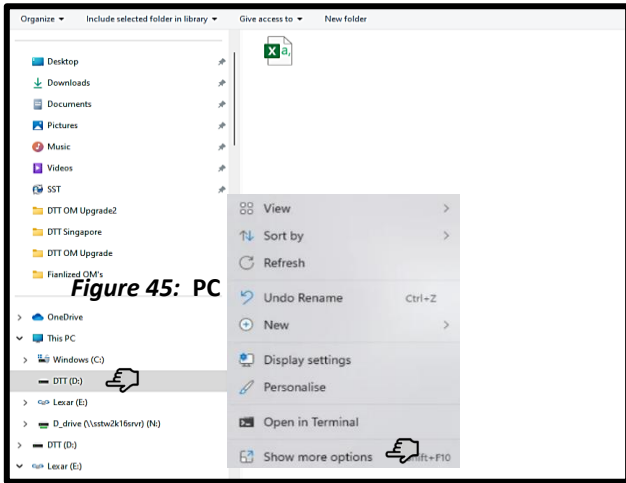 Organize Include selected folder in library Give access to New folder
Desktop
Downloads
Documents
Pictures
Music
Videos
SST
DTT OM Upgrade2
DTT Singapore
DTT OM Upgrade
Fianlized OM's
Figure 45: PC
OneDrive
This PC
Windows (C:)
DTT (D:)
Lexar (E:)
D_drive (\\sstw2k16srvr) (N:)
DTT (D:)
Lexar (E:)
X a,
View
Sort by
Refresh
Undo Rename Ctrl+Z
New
Display settings
Personalise
Open in Terminal
Show more options ift+F10